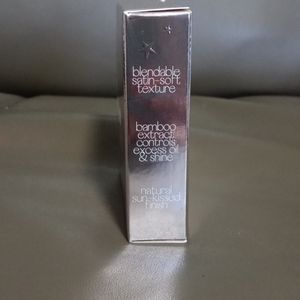 blendable
satin-soft
texture
bamboo
extract
controls
excess oil
& shine
natural
sun-kissed
finish